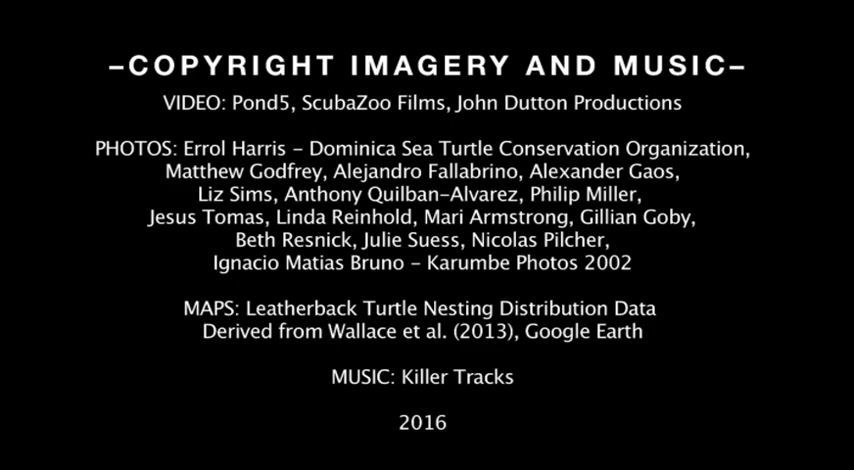 –COPYRIGHT IMAGERY AND MUSIC–
VIDEO: Pond5, ScubaZoo Films, John Dutton Productions
PHOTOS: Errol Harris – Dominica Sea Turtle Conservation Organization,
Matthew Godfrey, Alejandro Fallabrino, Alexander Gaos,
Liz Sims, Anthony Quilban–Alvarez, Philip Miller,
Jesus Tomas, Linda Reinhold, Mari Armstrong, Gillian Goby,
Beth Resnick, Julie Suess, Nicolas Pilcher,
Ignacio Matias Bruno – Karumbe Photos 2002
MAPS: Leatherback Turtle Nesting Distribution Data
Derived from Wallace et al. (2013), Google Earth
MUSIC: Killer Tracks
2016